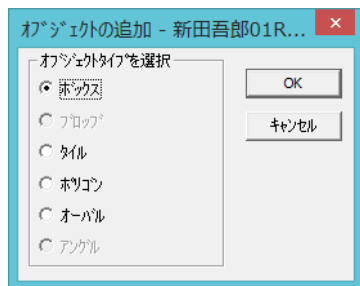 ｵﾌﾞｼﾞｪｸﾄの追加 - 新田吾郎01R...
ｵﾌﾞｼﾞｪｸﾄﾀｲﾌﾟを選択
ﾎﾞｯｸｽ
ﾌﾟﾛｯﾌﾟ
ﾀｲﾙ
ﾎﾟﾘｺﾞﾝ
ｵｰﾊﾞﾙ
ｱﾝｸﾞﾙ
OK
ｷｬﾝｾﾙ